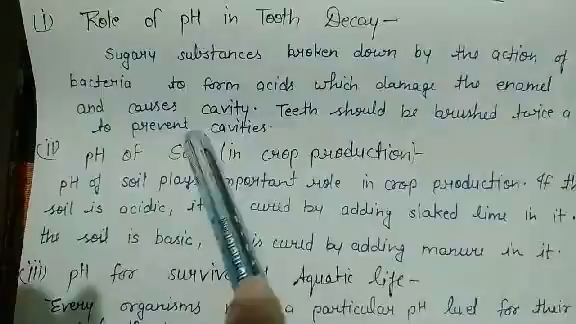 (i) Role of pH in Tooth Decay-
Sugary substances broken down by the action of
bacteria to form acids which damage the enamel
and causes cavity. Teeth should be brushed twice a
to prevent cavities.
(ii) pH of (in crop production)-
pH of soil plays important role in crop production. If th
soil is acidic, it cured by adding slaked lime in it.
the soil is basic, is cured by adding manure in it.
(iii) pH for Aquatic life-
Every organisms a particular pH for their